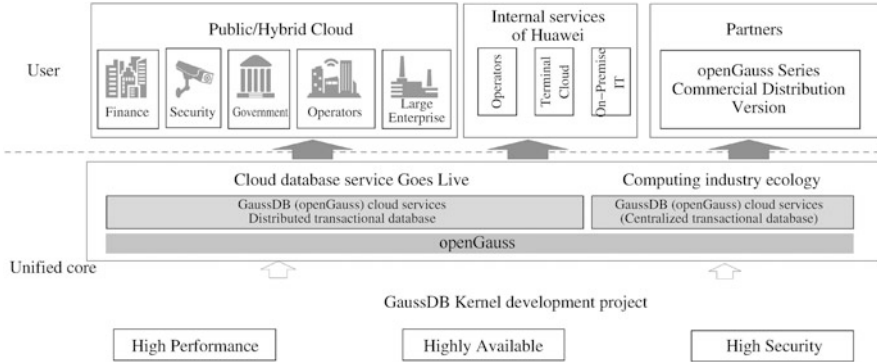 Public/Hybrid Cloud
Internal services
of Huawei
Partners
User
Finance
Security
Government
Operators
Large
Enterprise
Operators
Terminal
Cloud
On-Premise
IT
openGauss Series
Commercial Distribution
Version
Cloud database service Goes Live
Computing industry ecology
GaussDB (openGauss) cloud services
Distributed transactional database
GaussDB (openGauss) cloud services
(Centralized transactional database)
openGauss
Unified core
GaussDB Kernel development project
High Performance
Highly Available
High Security